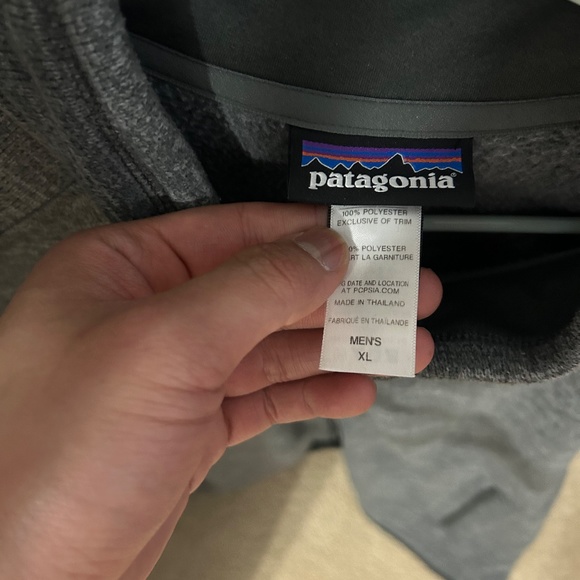 patagonia®
100% POLYESTER
EXCLUSIVE OF TRIM
% POLYESTER
RT LA GARNITURE
G DATE AND LOCATION
AT PCPSIA.COM
MADE IN THAILAND
FABRIQUÉ EN THAÏLANDE
MEN'S
XL